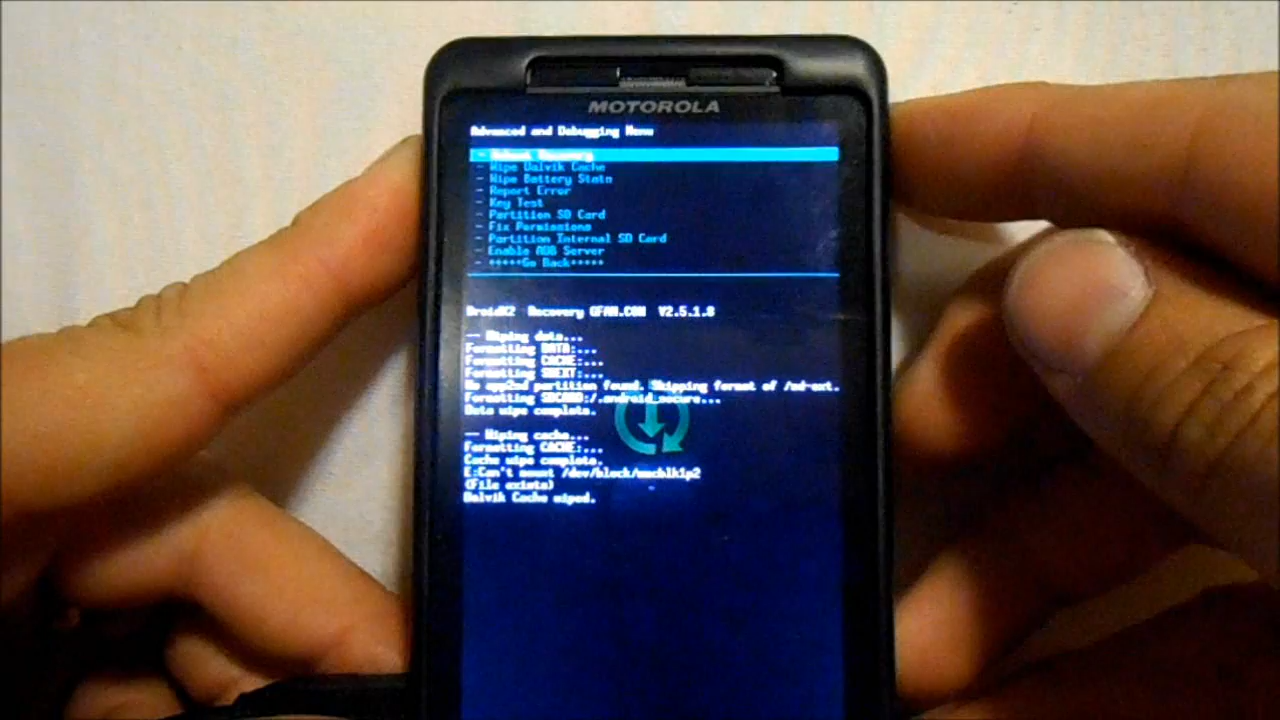 MOTOROLA
Advanced and Debugging Menu
- Reboot Recovery
- Wipe Dalvik Cache
- Wipe Battery Stats
- Report Error
- Key Test
- Partition SD Card
- Fix Permissions
- Partition Internal SD Card
- Enable ADB Server
- *****Go Back*****
DroidX2 Recovery GFAN.COM V2.5.1.8
-- Wiping data...
Formatting DATA:...
Formatting CACHE:...
Formatting SDEXT:...
No app2sd partition found. Skipping format of /sd-ext.
Formatting SDCARD:/.android_secure...
Data wipe complete.
-- Wiping cache...
Formatting CACHE:...
Cache wipe complete.
E:Can't mount /dev/block/mmcblk1p2
(File exists)
Dalvik Cache wiped.